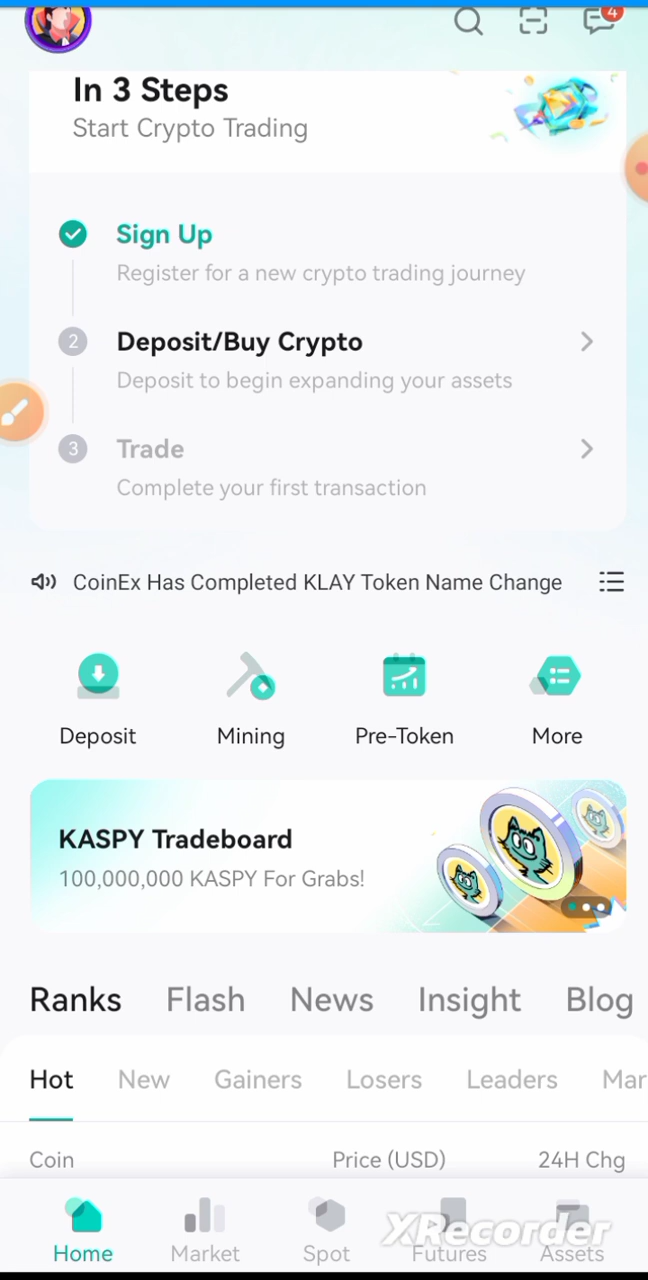 4
In 3 Steps
Start Crypto Trading
Sign Up
Register for a new crypto trading journey
2
Deposit/Buy Crypto
Deposit to begin expanding your assets
3
Trade
Complete your first transaction
CoinEx Has Completed KLAY Token Name Change
Deposit Mining Pre-Token More
KASPY Tradeboard
100,000,000 KASPY For Grabs!
Ranks Flash News Insight Blog
Hot New Gainers Losers Leaders Mar
Coin Price (USD) 24H Chg
XRecorder
Home Market Spot Futures Assets